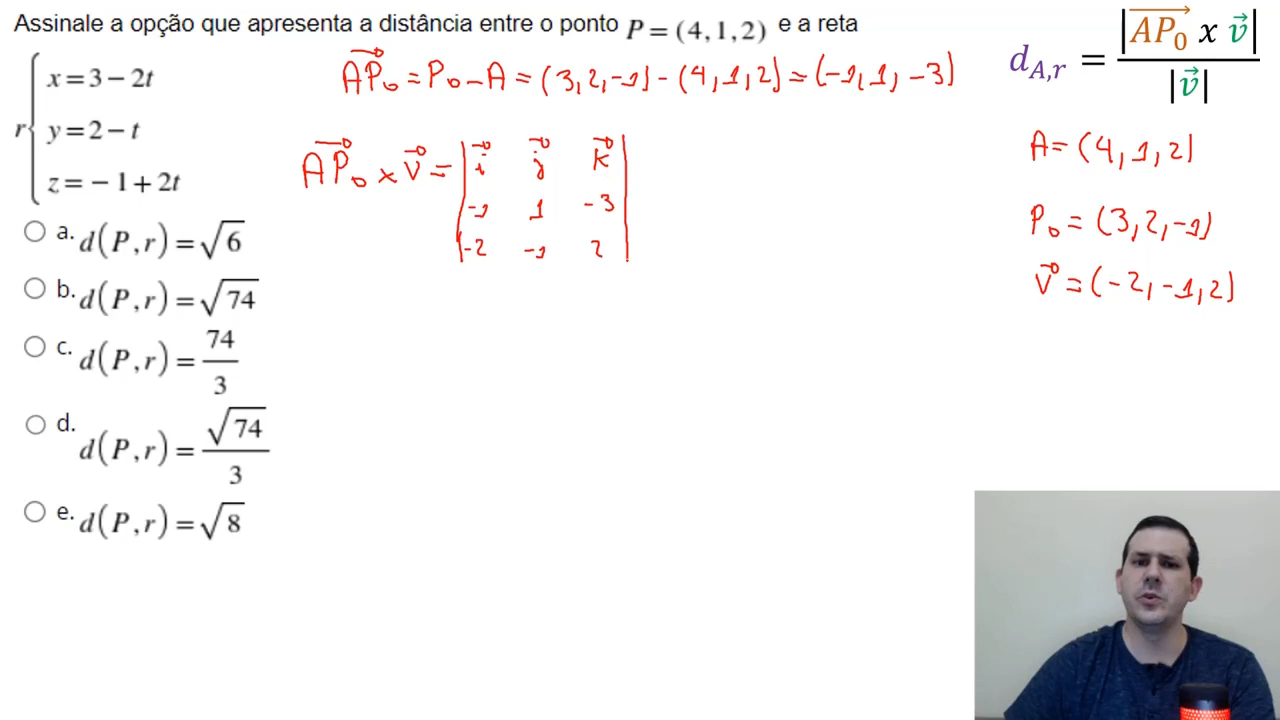 Assinale a opção que apresenta a distância entre o ponto P = (4, 1, 2) e a reta
r { x = 3 − 2t
y = 2 − t
z = − 1 + 2t
AP₀ = P₀ − A = (3, 2, −1) − (4, 1, 2) = (−1, 1, −3)
AP₀ × v = | i j k |
−1 1 −3
−2 −1 2
d_{A,r} = |AP₀ x v| / |v|
A = (4, 1, 2)
P₀ = (3, 2, −1)
v = (−2, −1, 2)
a. d(P, r) = √6
b. d(P, r) = √74
c. d(P, r) = 74/3
d. d(P, r) = √74/3
e. d(P, r) = √8